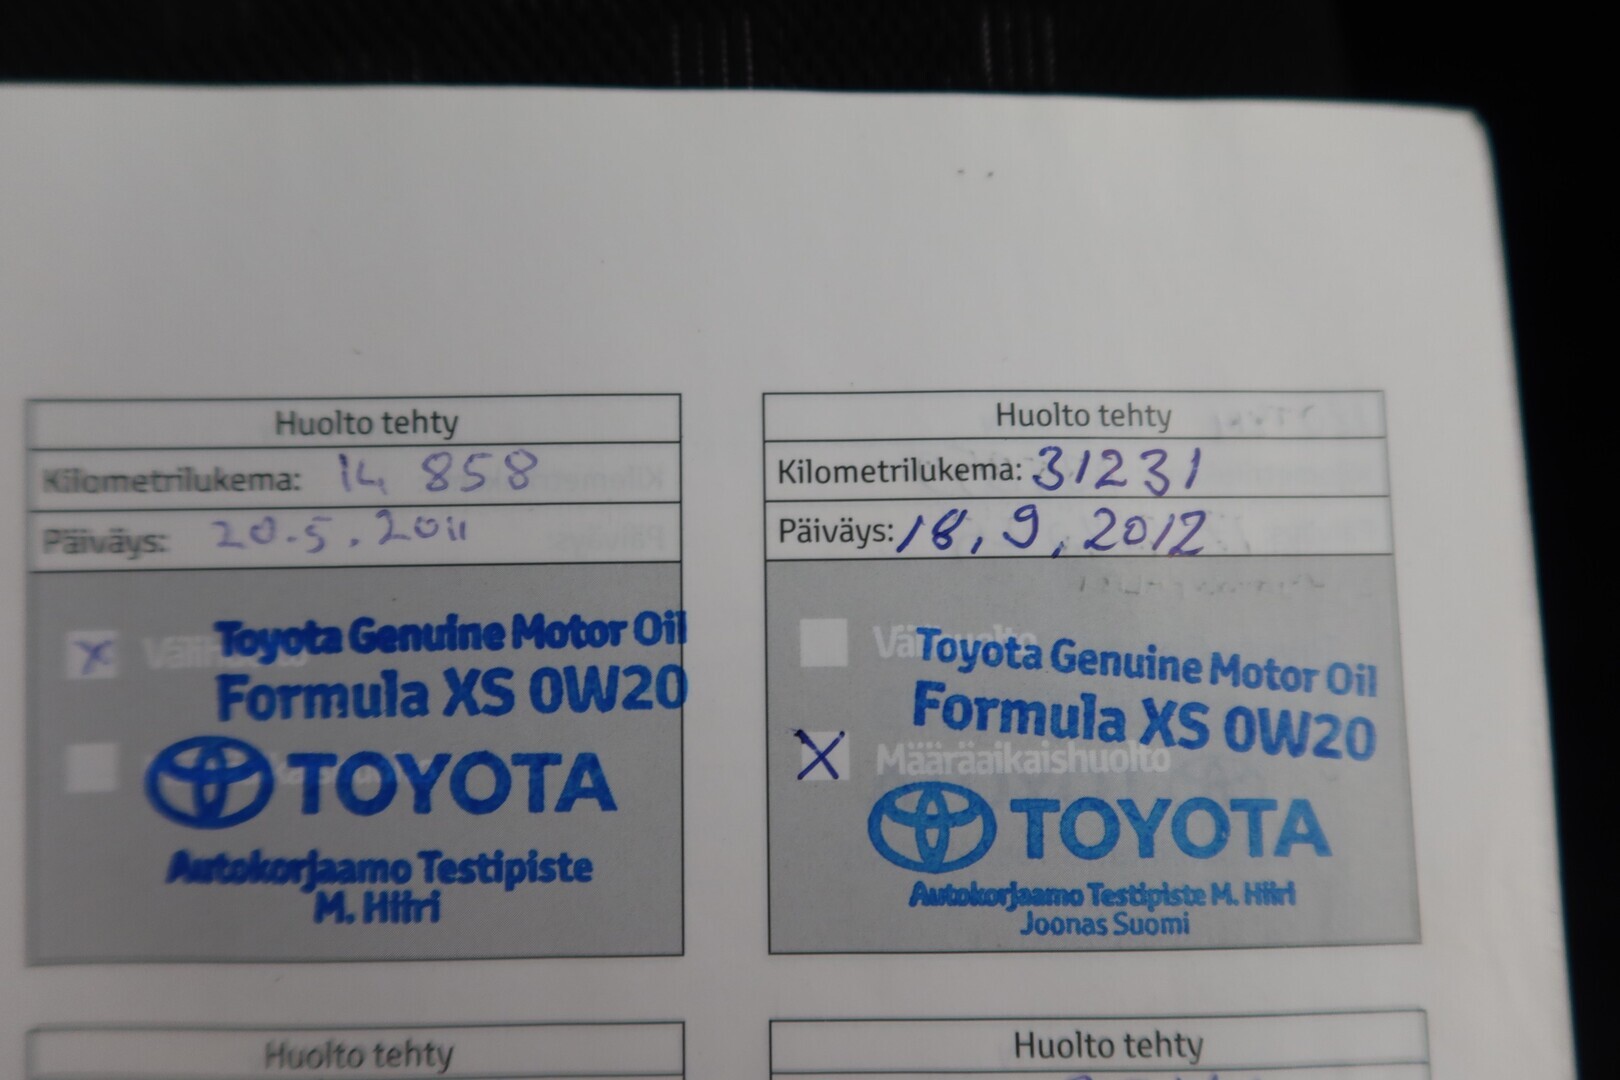 Huolto tehty
Kilometrilukema: 14 858
Päiväys: 20.5.2011
x Välihuolto
Toyota Genuine Motor Oil
Formula XS 0W20
TOYOTA
Autokorjaamo Testipiste
M. Hiiri
Huolto tehty
Kilometrilukema: 31231
Päiväys: 18,9,2012
Välihuolto
Toyota Genuine Motor Oil
Formula XS 0W20
X Määräaikaishuolto
TOYOTA
Autokorjaamo Testipiste M. Hiiri
Joonas Suomi
Huolto tehty
Huolto tehty